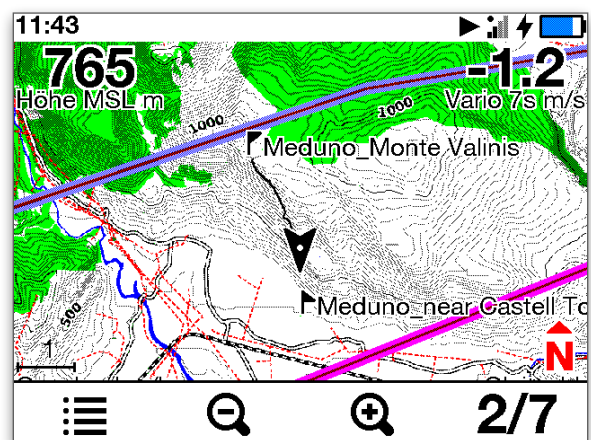 11:43
765
-1.2
Höhe MSL m
Vario 7s m/s
1000
1000
Meduno_Monte Valinis
Meduno_near Castell To
500
1
N
2/7